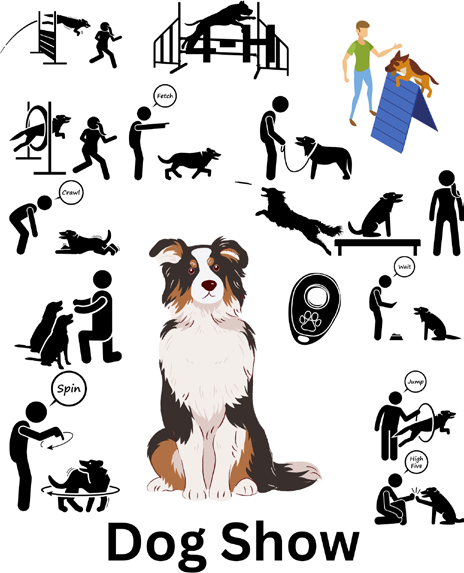 Fetch
Crawl
Wait
Spin
Jump
High
Five
Dog Show